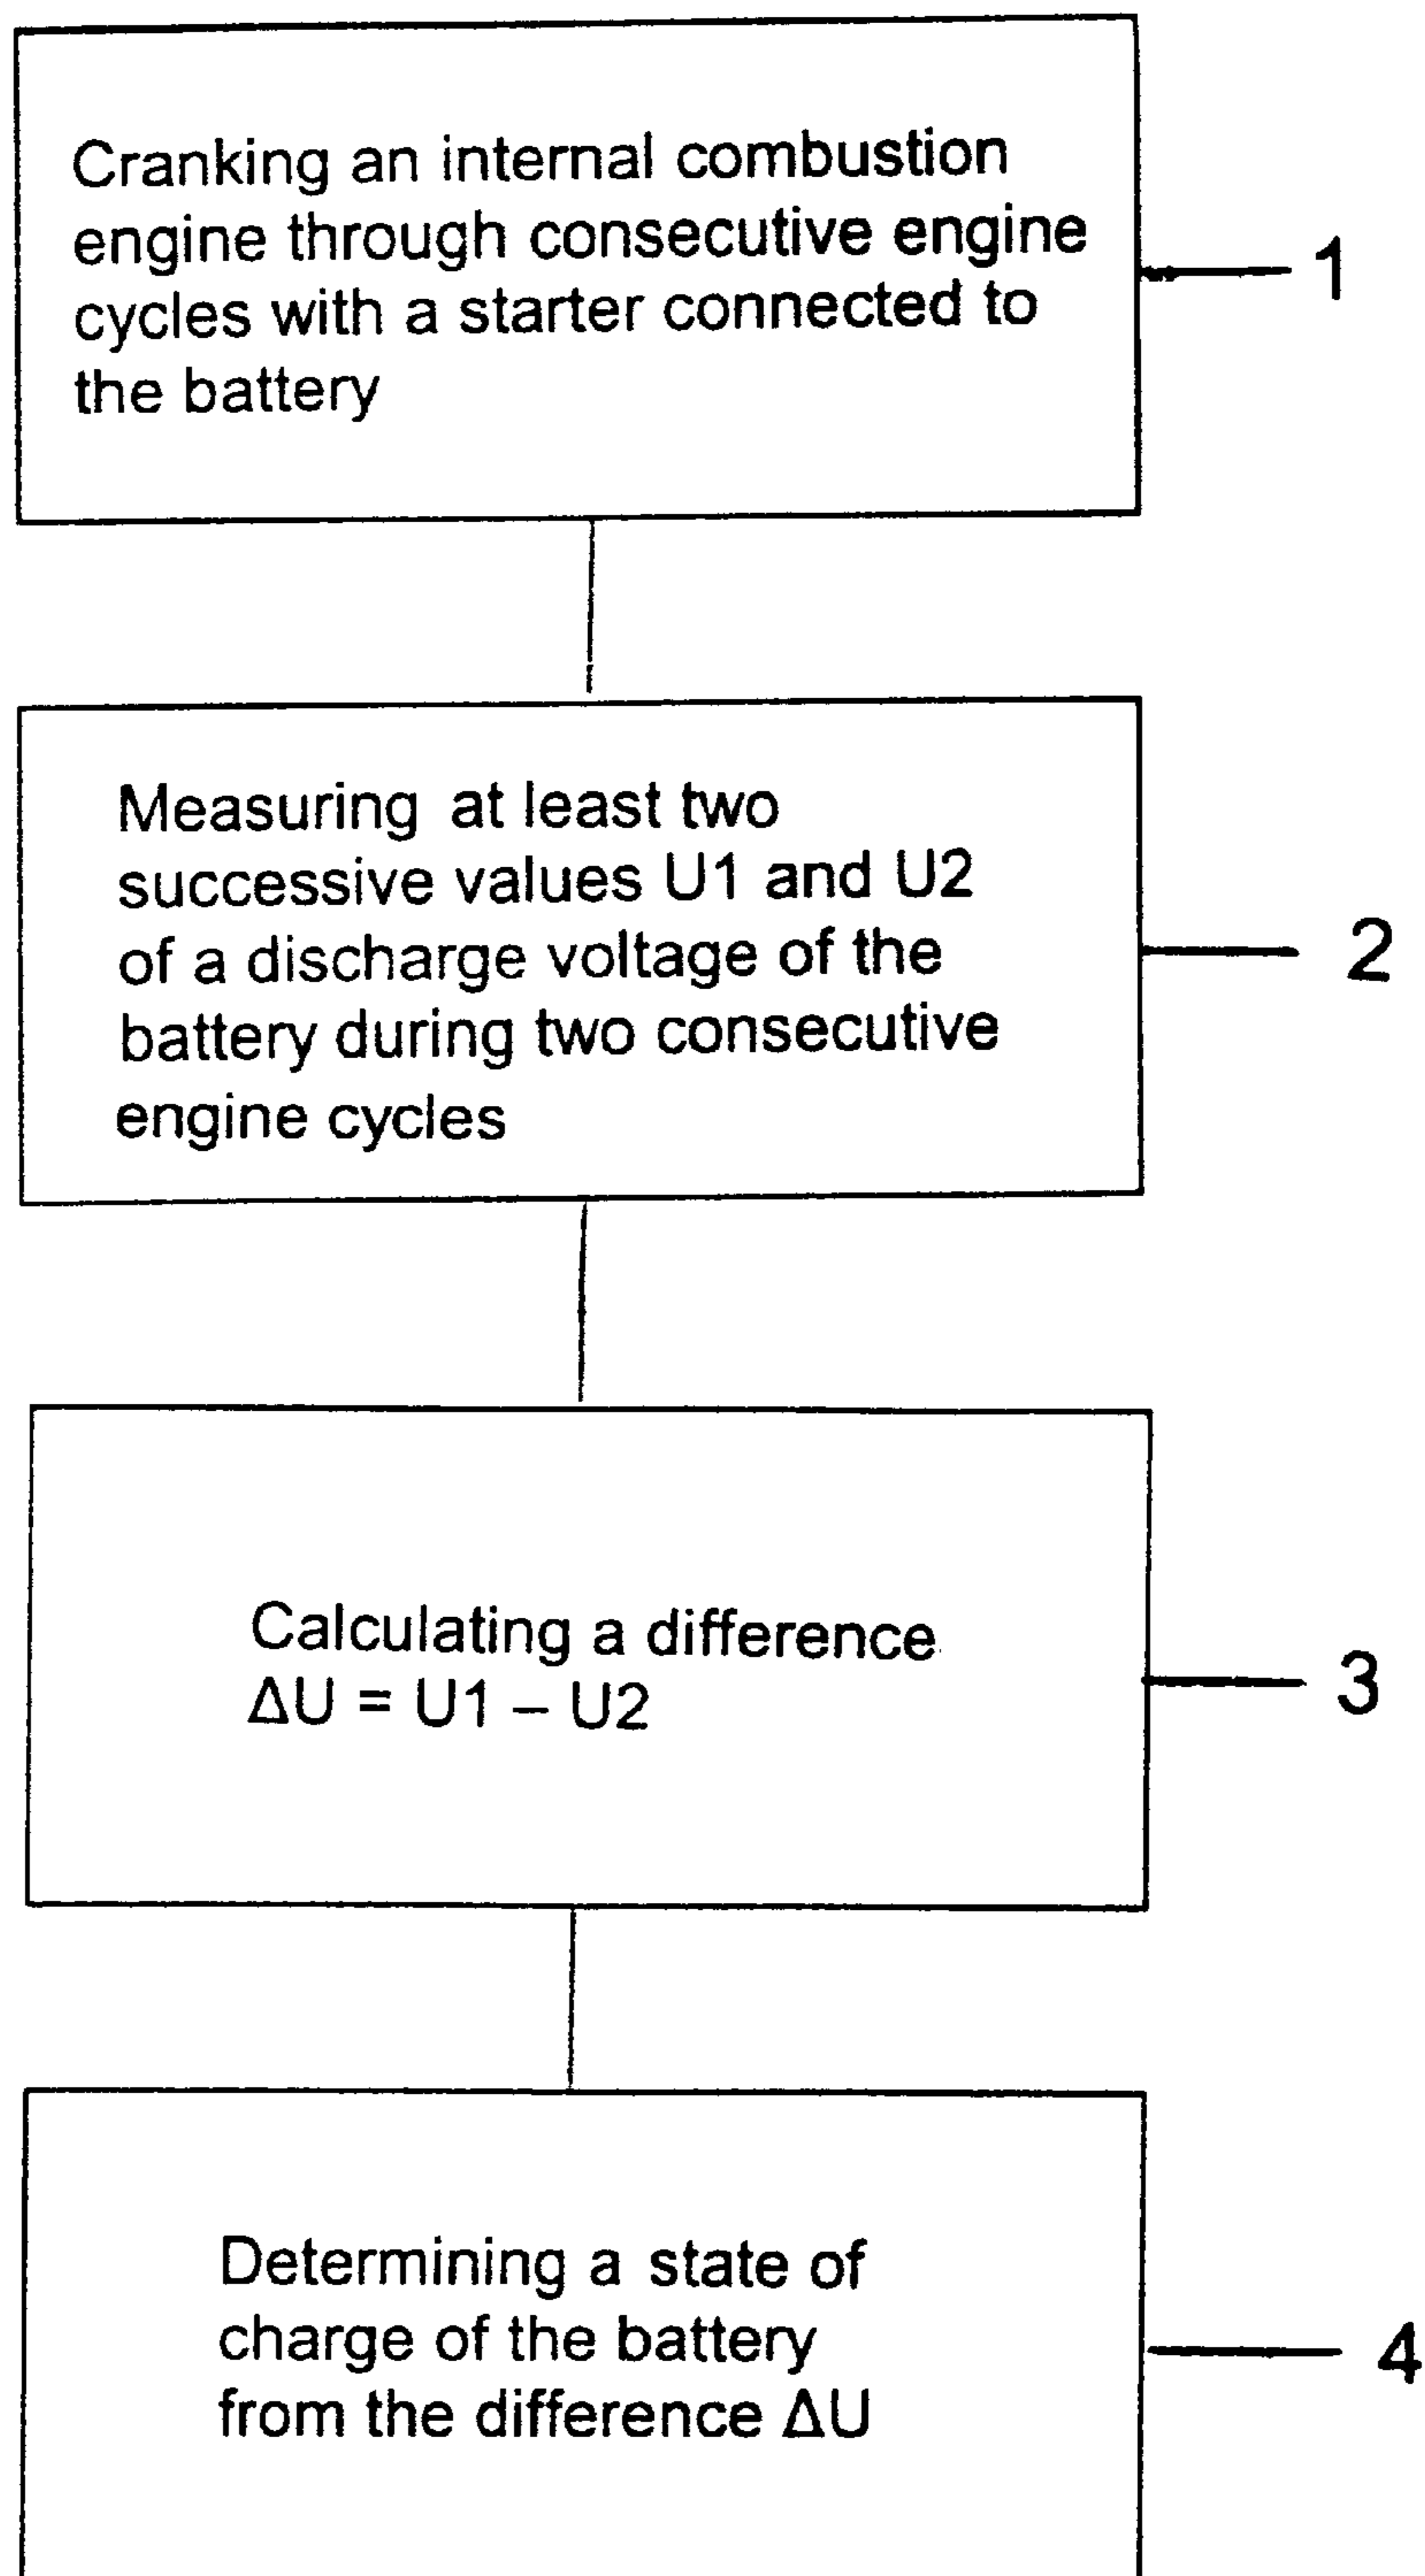 Cranking an internal combustion
engine through consecutive engine
cycles with a starter connected to
the battery
1
Measuring at least two
successive values U1 and U2
of a discharge voltage of the
battery during two consecutive
engine cycles
2
Calculating a difference
ΔU = U1 – U2
3
Determining a state of
charge of the battery
from the difference ΔU
4